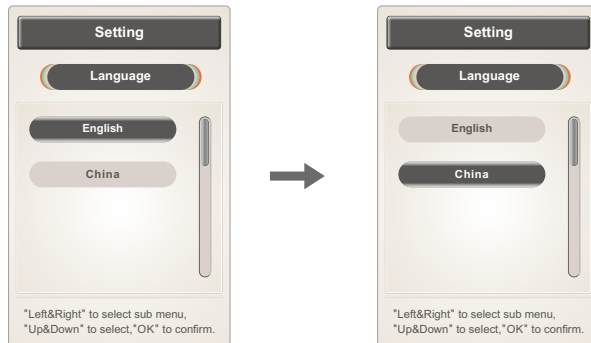 Setting
Language
English
China
"Left&Right" to select sub menu,
"Up&Down" to select,"OK" to confirm.
Setting
Language
English
China
"Left&Right" to select sub menu,
"Up&Down" to select,"OK" to confirm.